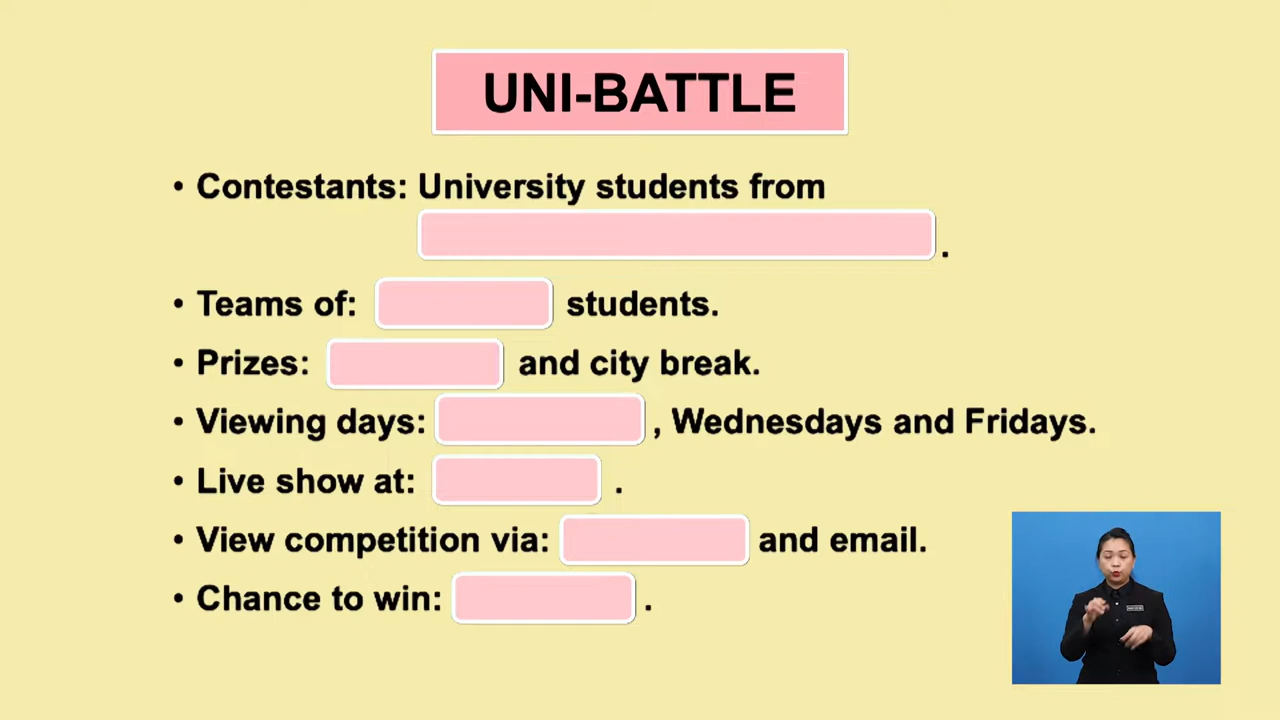 UNI-BATTLE
• Contestants: University students from
.
• Teams of: students.
• Prizes: and city break.
• Viewing days: , Wednesdays and Fridays.
• Live show at: .
• View competition via: and email.
• Chance to win: .